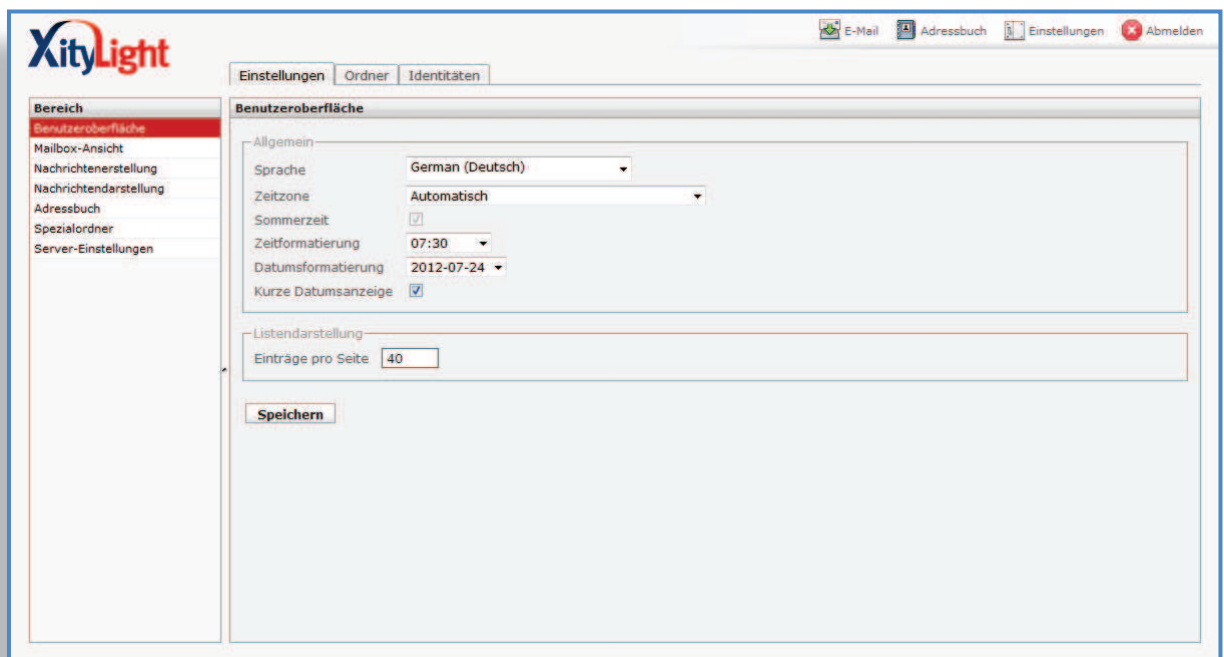 XityLight
E-Mail Adressbuch Einstellungen Abmelden
Einstellungen Ordner Identitäten
Bereich
Benutzeroberfläche
Mailbox-Ansicht
Nachrichtenerstellung
Nachrichtendarstellung
Adressbuch
Spezialordner
Server-Einstellungen
Benutzeroberfläche
Allgemein
Sprache German (Deutsch)
Zeitzone Automatisch
Sommerzeit
Zeitformatierung 07:30
Datumsformatierung 2012-07-24
Kurze Datumsanzeige
Listendarstellung
Einträge pro Seite 40
Speichern